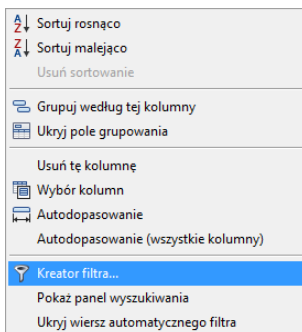 Sortuj rosnąco
Sortuj malejąco
Usuń sortowanie
Grupuj według tej kolumny
Ukryj pole grupowania
Usuń tę kolumnę
Wybór kolumn
Autodopasowanie
Autodopasowanie (wszystkie kolumny)
Kreator filtra...
Pokaż panel wyszukiwania
Ukryj wiersz automatycznego filtra